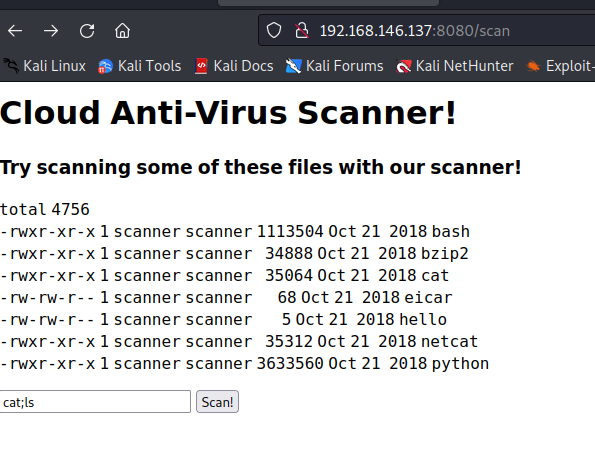 192.168.146.137:8080/scan
Kali Linux Kali Tools Kali Docs Kali Forums Kali NetHunter Exploit-
Cloud Anti-Virus Scanner!
Try scanning some of these files with our scanner!
total 4756
-rwxr-xr-x 1 scanner scanner 1113504 Oct 21 2018 bash
-rwxr-xr-x 1 scanner scanner 34888 Oct 21 2018 bzip2
-rwxr-xr-x 1 scanner scanner 35064 Oct 21 2018 cat
-rw-rw-r-- 1 scanner scanner 68 Oct 21 2018 eicar
-rw-rw-r-- 1 scanner scanner 5 Oct 21 2018 hello
-rwxr-xr-x 1 scanner scanner 35312 Oct 21 2018 netcat
-rwxr-xr-x 1 scanner scanner 3633560 Oct 21 2018 python
cat;ls Scan!